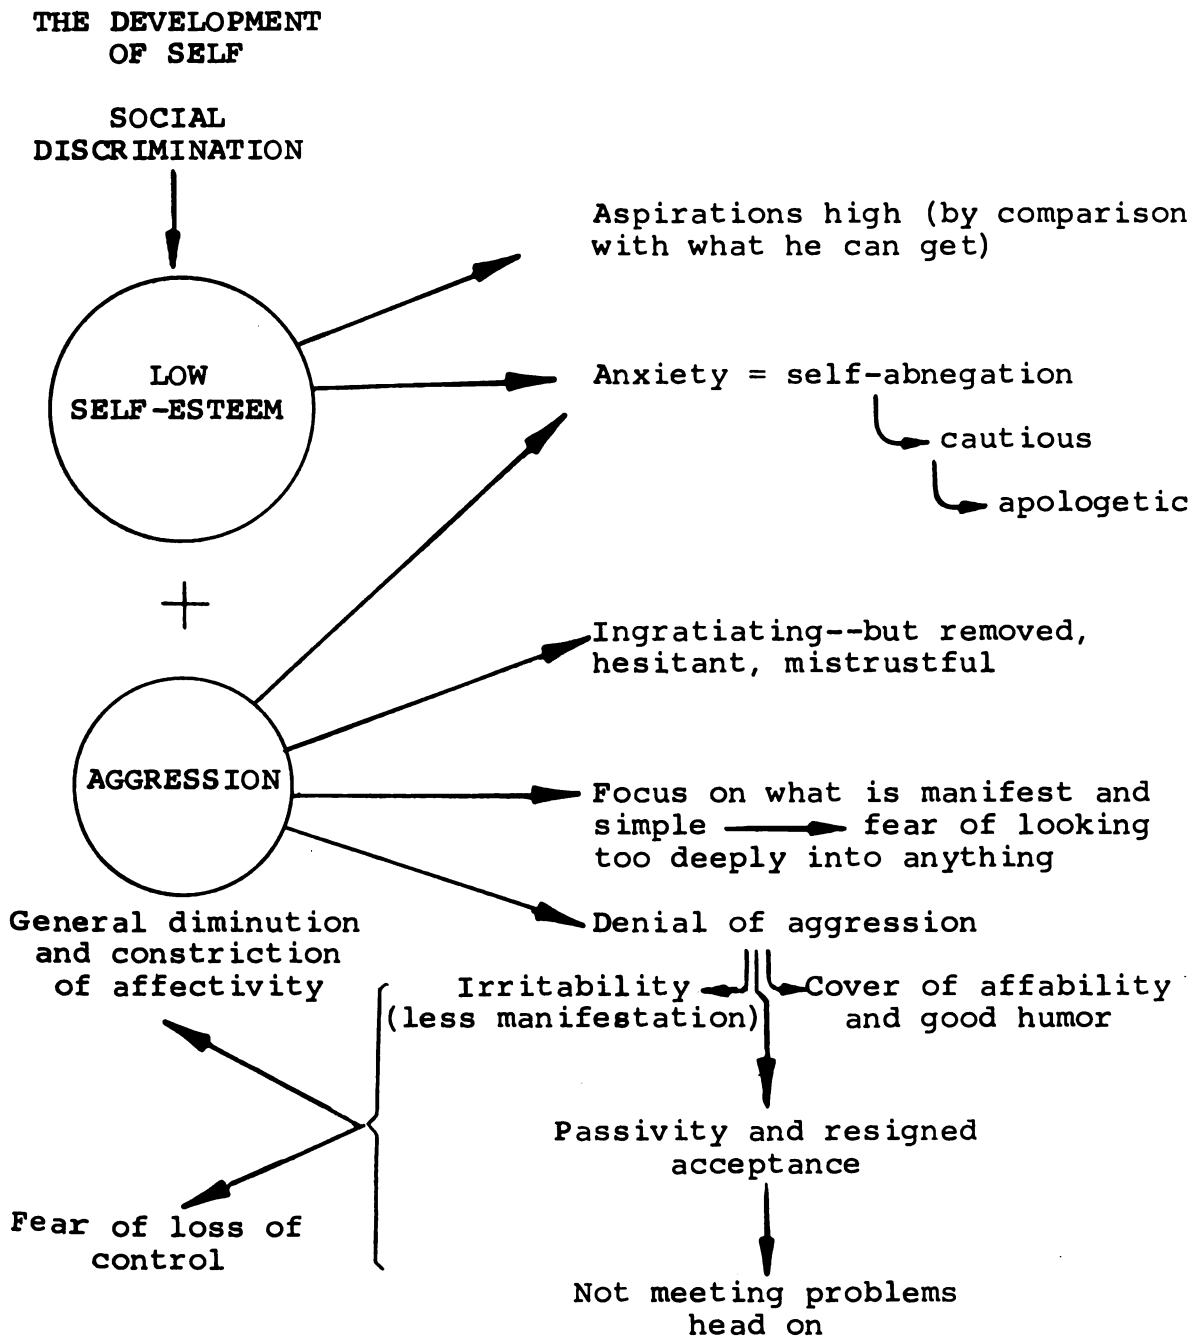 THE DEVELOPMENT
OF SELF
SOCIAL
DISCRIMINATION
LOW
SELF-ESTEEM
Aspirations high (by comparison
with what he can get)
Anxiety = self-abnegation
cautious
apologetic
+
AGGRESSION
Ingratiating--but removed,
hesitant, mistrustful
Focus on what is manifest and
simple fear of looking
too deeply into anything
Denial of aggression
Irritability
(less manifestation)
Cover of affability
and good humor
Passivity and resigned
acceptance
Not meeting problems
head on
General diminution
and constriction
of affectivity
Fear of loss of
control